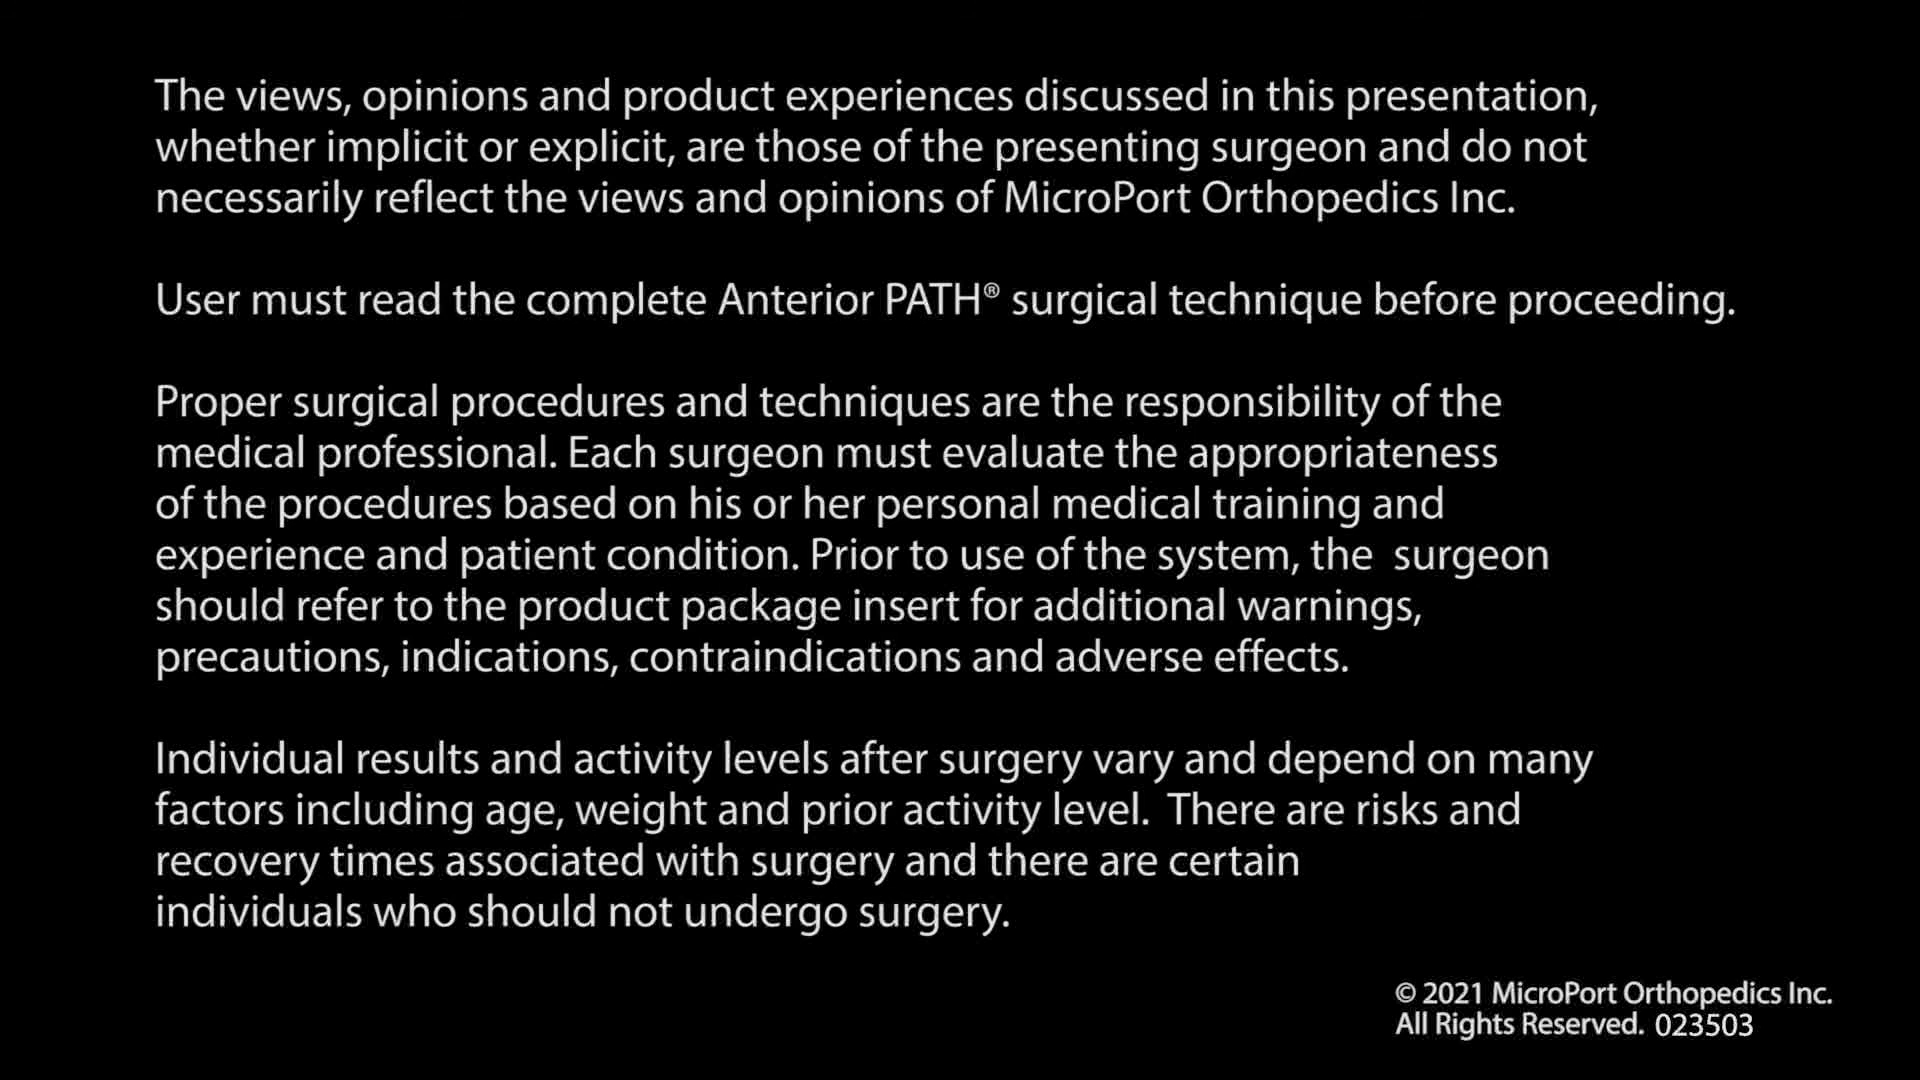 The views, opinions and product experiences discussed in this presentation,
whether implicit or explicit, are those of the presenting surgeon and do not
necessarily reflect the views and opinions of MicroPort Orthopedics Inc.
User must read the complete Anterior PATH® surgical technique before proceeding.
Proper surgical procedures and techniques are the responsibility of the
medical professional. Each surgeon must evaluate the appropriateness
of the procedures based on his or her personal medical training and
experience and patient condition. Prior to use of the system, the  surgeon
should refer to the product package insert for additional warnings,
precautions, indications, contraindications and adverse effects.
Individual results and activity levels after surgery vary and depend on many
factors including age, weight and prior activity level.  There are risks and
recovery times associated with surgery and there are certain
individuals who should not undergo surgery.
© 2021 MicroPort Orthopedics Inc.
All Rights Reserved. 023503